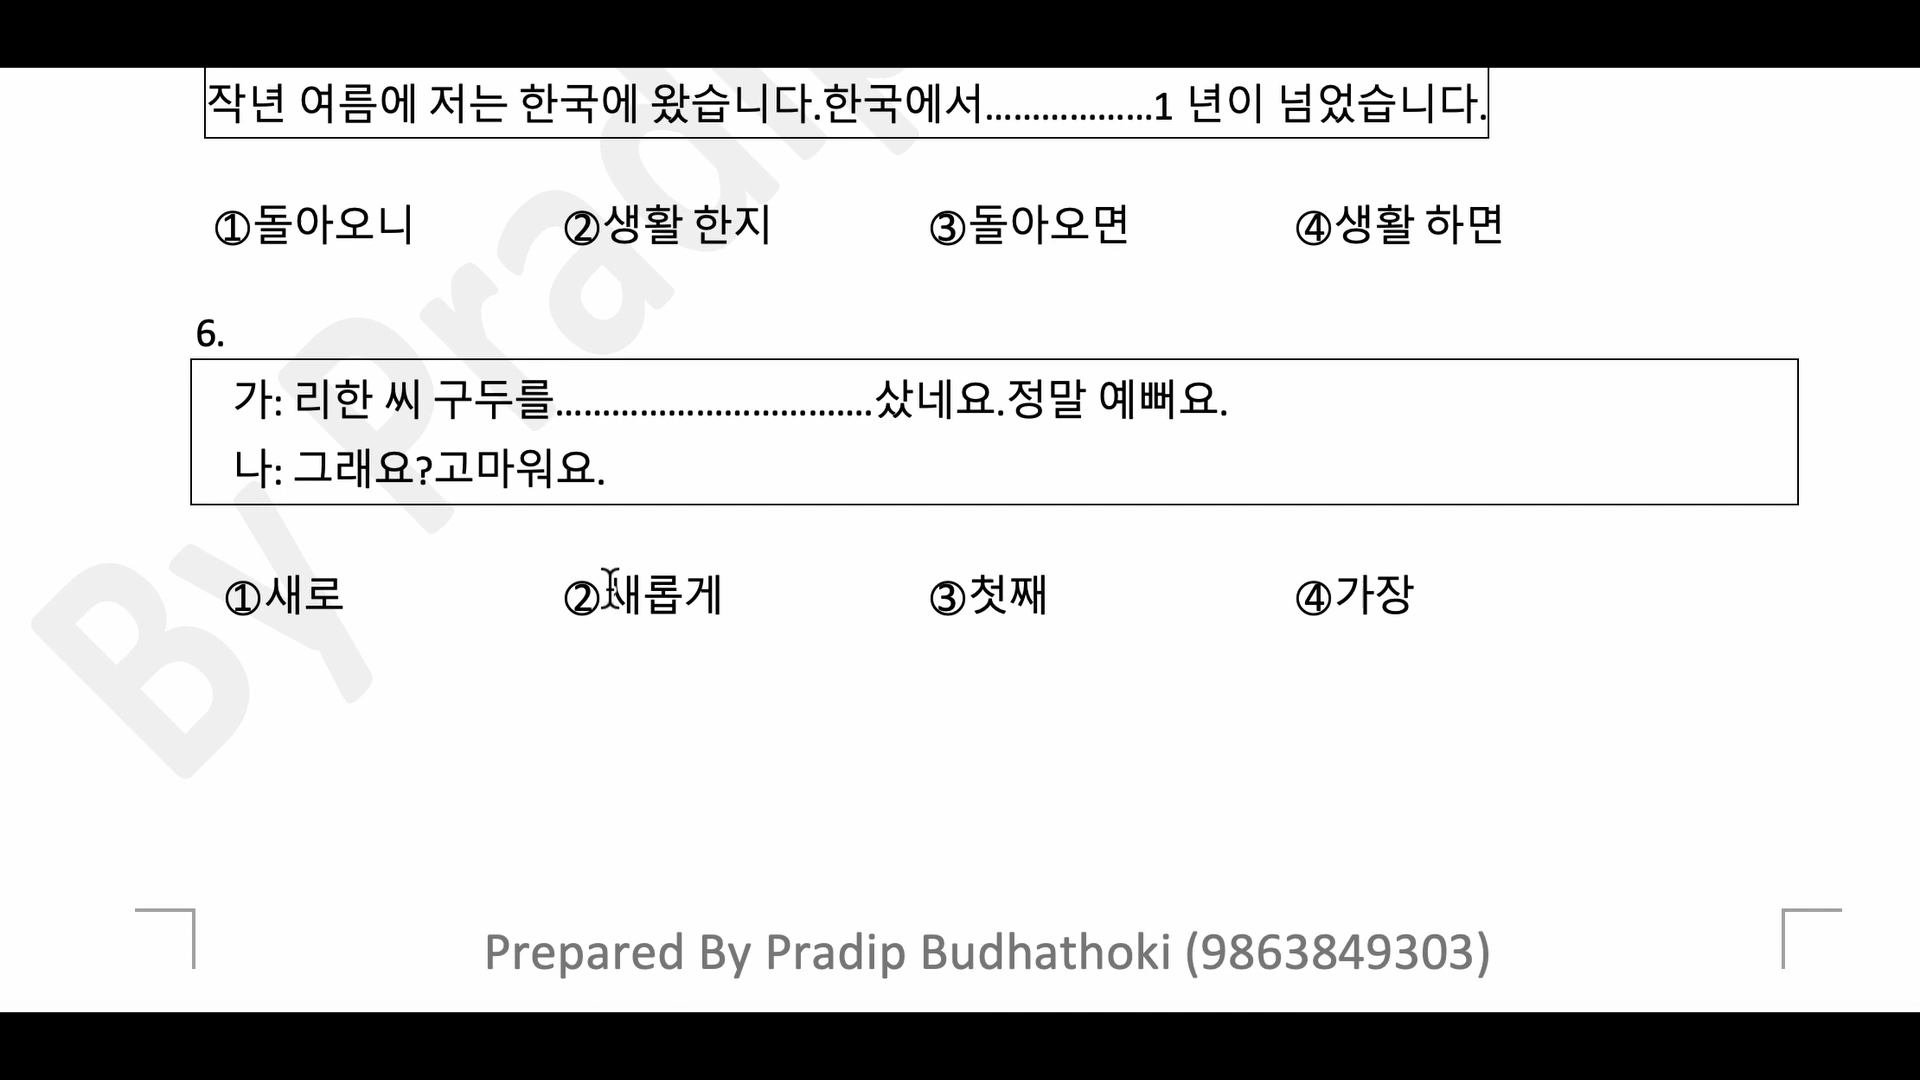 작년 여름에 저는 한국에 왔습니다.한국에서..................1 년이 넘었습니다.
①돌아오니 ②생활 한지 ③돌아오면 ④생활 하면
6.
가: 리한 씨 구두를..................................샀네요.정말 예뻐요.
나: 그래요?고마워요.
①새로 ②새롭게 ③첫째 ④가장
By Pradip
Prepared By Pradip Budhathoki (9863849303)